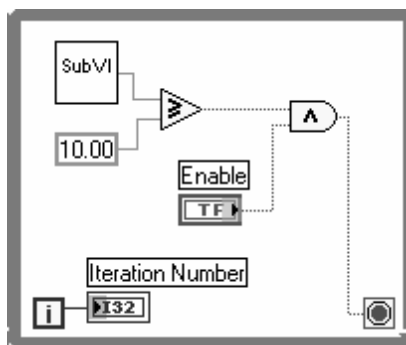 SubVI
10.00
Enable
TF
Iteration Number
i
I32